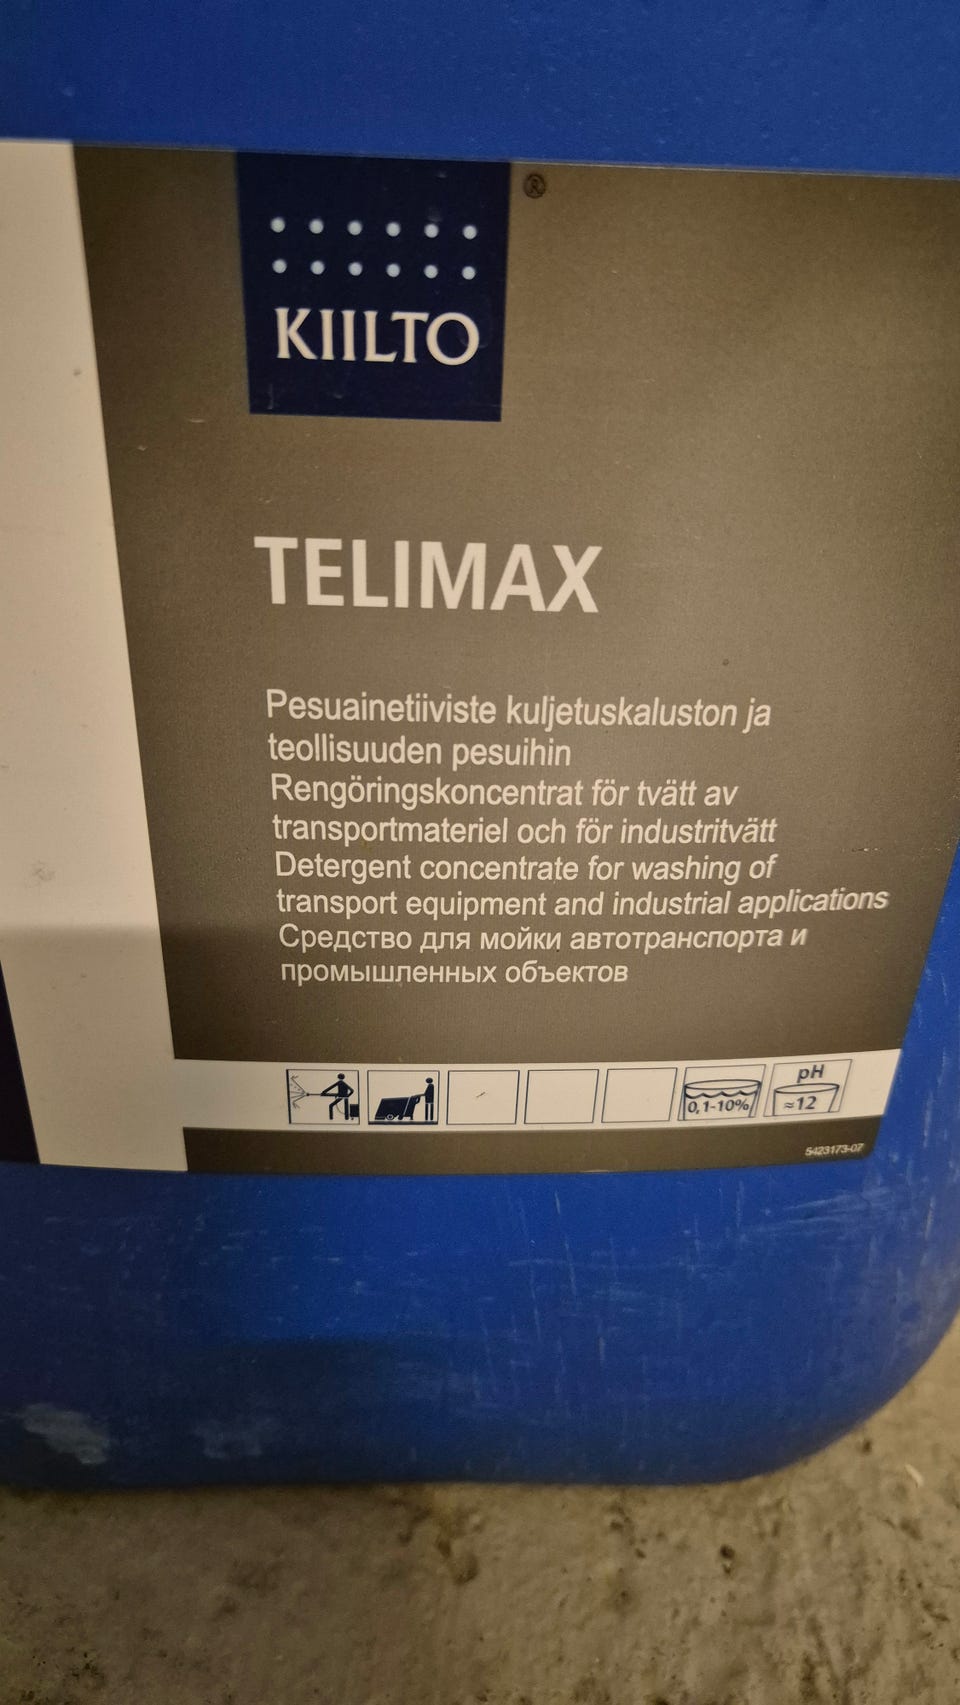 ®
KIILTO
TELIMAX
Pesuainetiiviste kuljetuskaluston ja
teollisuuden pesuihin
Rengöringskoncentrat för tvätt av
transportmateriel och för industritvätt
Detergent concentrate for washing of
transport equipment and industrial applications
Средство для мойки автотранспорта и
промышленных объектов
0,1-10%
pH
≈12
5423173-07